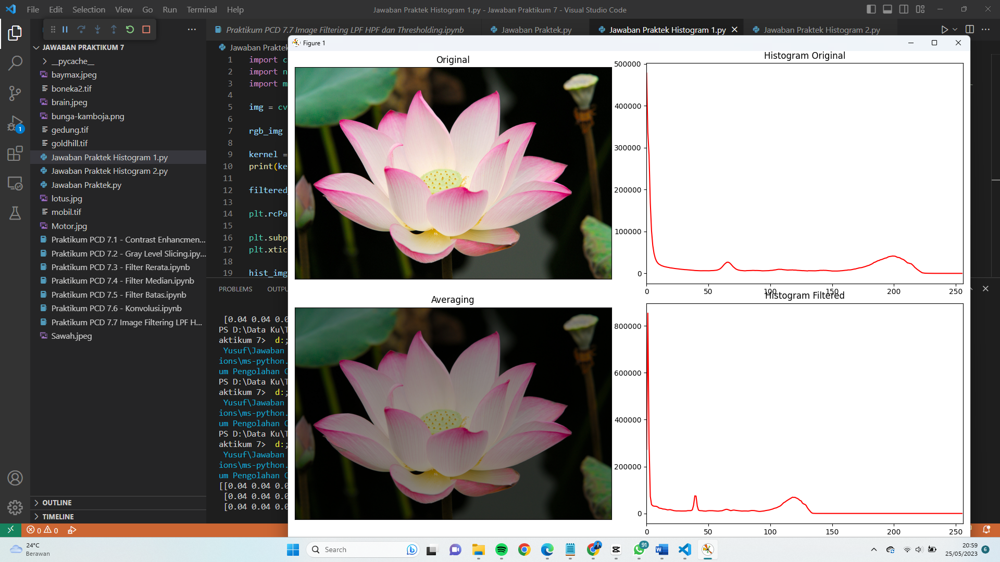 File Edit Selection View Go Run Terminal Help
Jawaban Praktek Histogram 1.py - Jawaban Praktikum 7 - Visual Studio Code
Praktikum PCD 7.7 Image Filtering LPF HPF dan Thresholding.ipynb
Jawaban Praktek.py
Jawaban Praktek Histogram 1.py
Jawaban Praktek Histogram 2.py
JAWABAN PRAKTIKUM 7
__pycache__
baymax.jpeg
boneka2.tif
brain.jpeg
bunga-kamboja.png
gedung.tif
goldhill.tif
Jawaban Praktek Histogram 1.py
Jawaban Praktek Histogram 2.py
Jawaban Praktek.py
lotus.jpg
mobil.tif
Motor.jpg
Praktikum PCD 7.1 - Contrast Enhancmen...
Praktikum PCD 7.2 - Gray Level Slicing.ipy...
Praktikum PCD 7.3 - Filter Rerata.ipynb
Praktikum PCD 7.4 - Filter Median.ipynb
Praktikum PCD 7.5 - Filter Batas.ipynb
Praktikum PCD 7.6 - Konvolusi.ipynb
Praktikum PCD 7.7 Image Filtering LPF H...
Sawah.jpeg
OUTLINE
TIMELINE
1
Jawaban Praktek
1 import c
2 import n
3 import m
4
5 img = cv
6
7 rgb_img
8
9 kernel =
10 print(ke
11
12 filtered
13
14 plt.rcPa
15
16 plt.subp
17 plt.xtic
18
19 hist_img
PROBLEMS OUTPU
[0.04 0.04 0.0
PS D:\Data Ku\T
aktikum 7> d:;
Yusuf\Jawaban
ions\ms-python.
um Pengolahan C
PS D:\Data Ku\T
aktikum 7> d:;
Yusuf\Jawaban
ions\ms-python.
um Pengolahan C
PS D:\Data Ku\T
aktikum 7> d:;
Yusuf\Jawaban
ions\ms-python.
um Pengolahan C
[[0.04 0.04 0.0
[0.04 0.04 0.0
[0.04 0.04 0.0
Figure 1
Original
Histogram Original
500000
400000
300000
200000
100000
0
0 50 100 150 200 250
Averaging
Histogram Filtered
800000
600000
400000
200000
0
0 50 100 150 200 250
0 0
24°C
Berawan
Search
91
20:59
25/05/2023
6